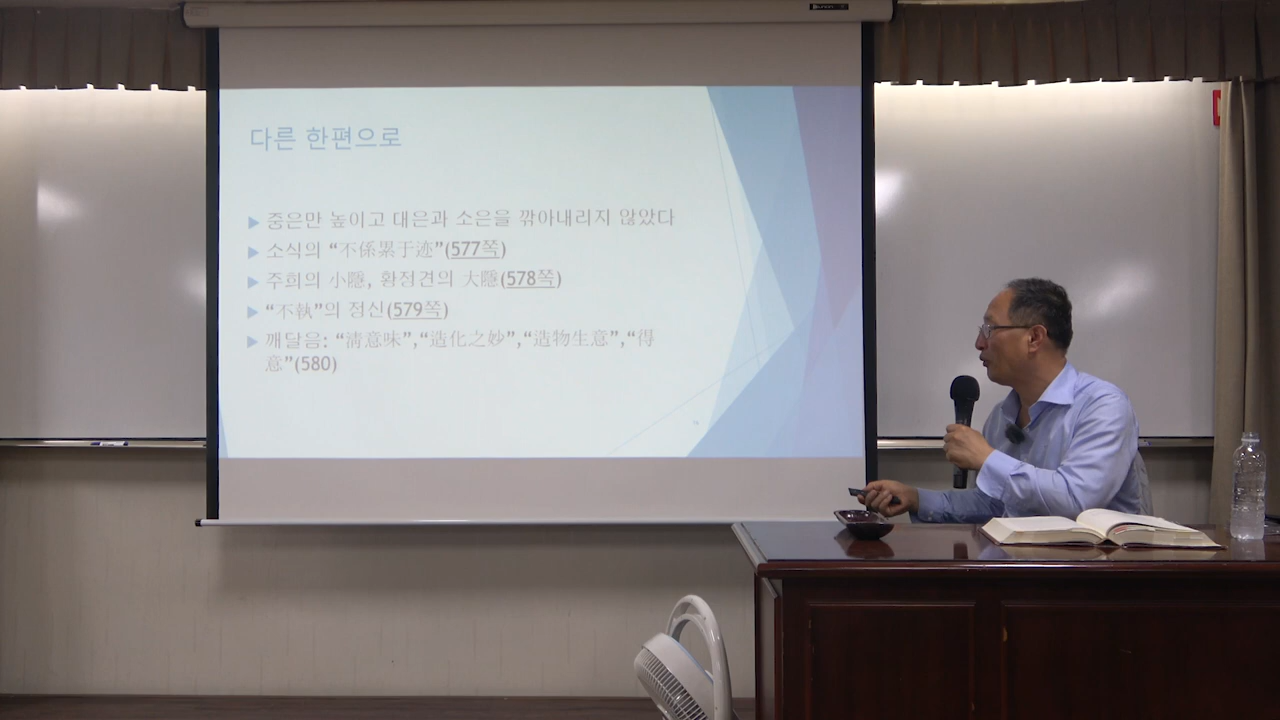 다른 한편으로
중은만 높이고 대은과 소은을 깎아내리지 않았다
소식의 “不係累于迹”(577쪽)
주희의 小隱, 황정견의 大隱(578쪽)
“不執”의 정신(579쪽)
깨달음: “淸意味”,“造化之妙”,“造物生意”,“得
意”(580)